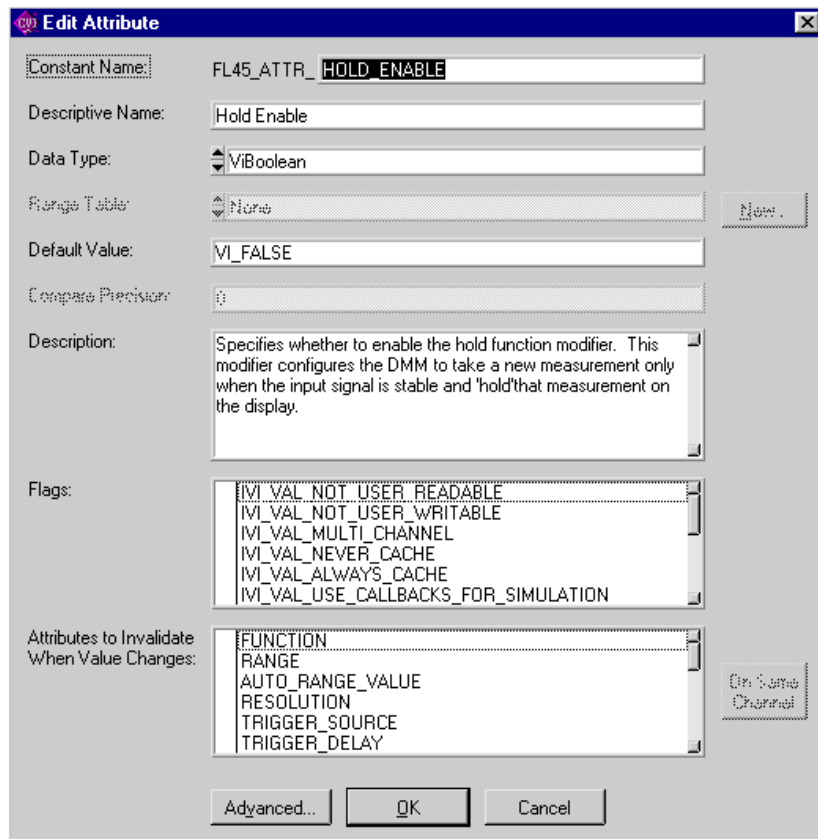 CVI Edit Attribute
Constant Name: FL45_ATTR_ HOLD_ENABLE
Descriptive Name: Hold Enable
Data Type: ViBoolean
Range Table: None New...
Default Value: VI_FALSE
Compare Precision: 0
Description: Specifies whether to enable the hold function modifier. This
modifier configures the DMM to take a new measurement only
when the input signal is stable and 'hold'that measurement on
the display.
Flags: IVI_VAL_NOT_USER_READABLE
IVI_VAL_NOT_USER_WRITABLE
IVI_VAL_MULTI_CHANNEL
IVI_VAL_NEVER_CACHE
IVI_VAL_ALWAYS_CACHE
IVI_VAL_USE_CALLBACKS_FOR_SIMULATION
Attributes to Invalidate
When Value Changes:
FUNCTION
RANGE
AUTO_RANGE_VALUE
RESOLUTION
TRIGGER_SOURCE
TRIGGER_DELAY
On Same
Channel
Advanced... OK Cancel